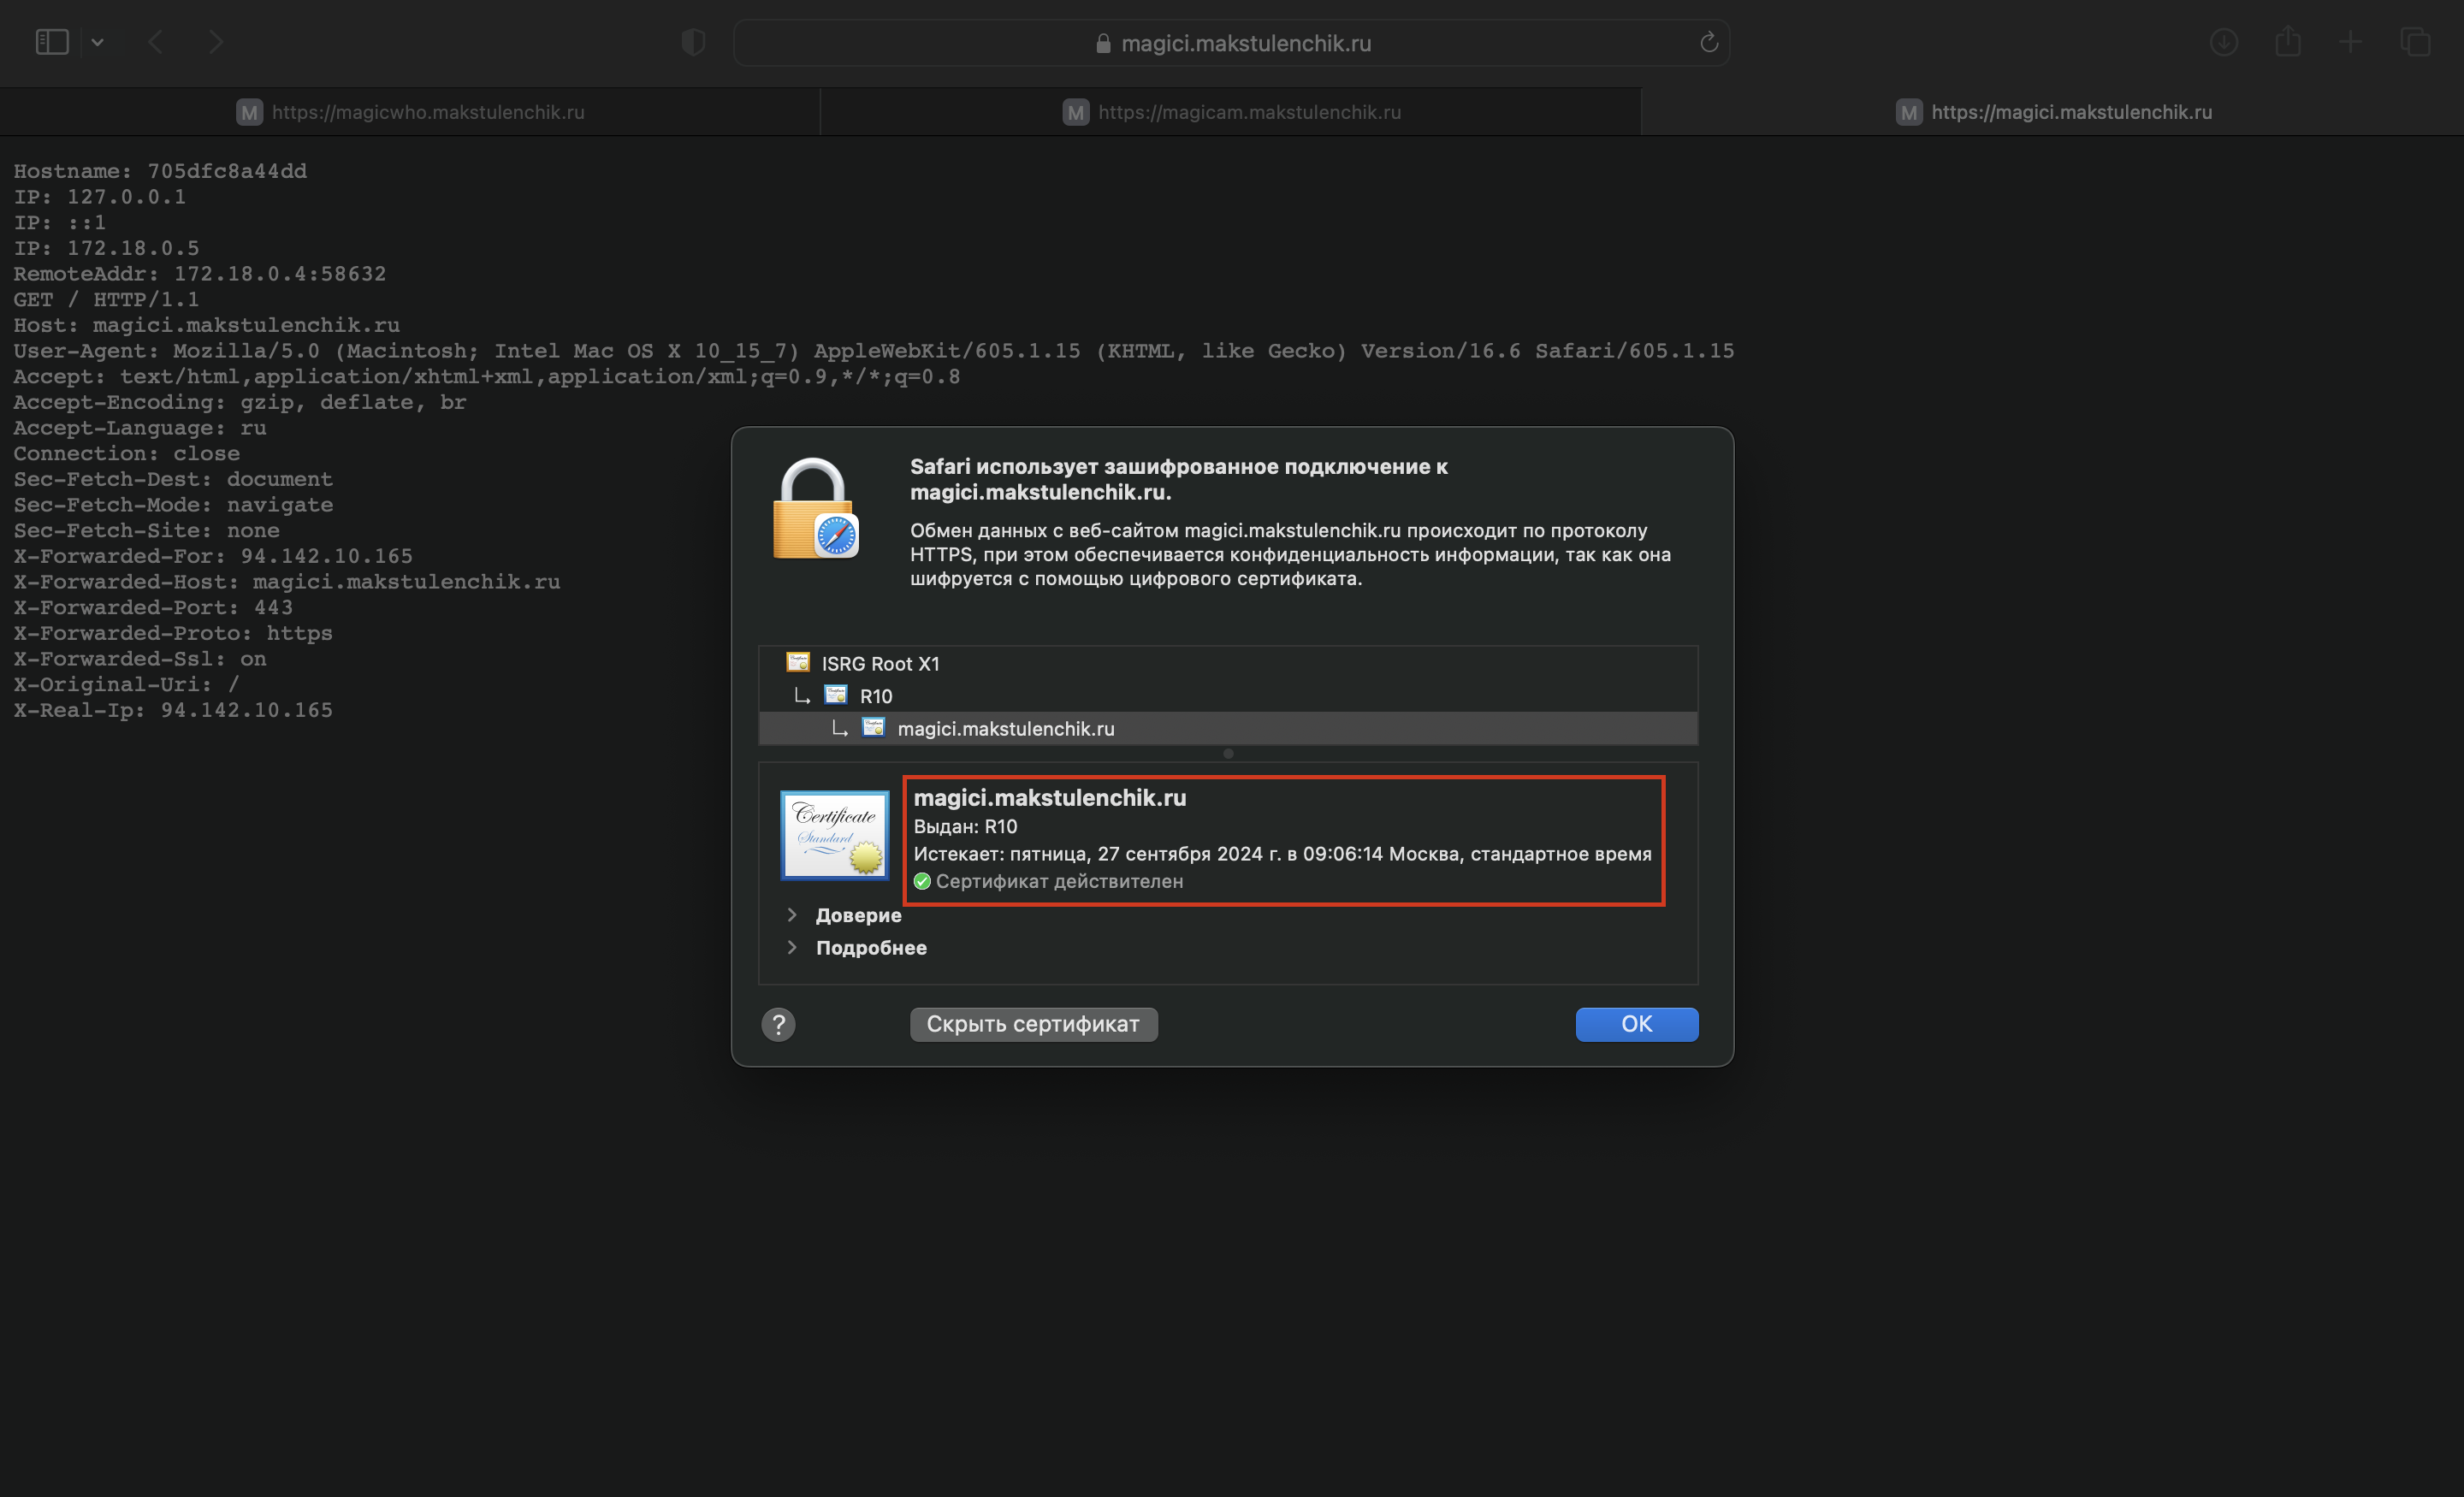 magici.makstulenchik.ru
M https://magicwho.makstulenchik.ru
M https://magicam.makstulenchik.ru
M https://magici.makstulenchik.ru
Hostname: 705dfc8a44dd
IP: 127.0.0.1
IP: ::1
IP: 172.18.0.5
RemoteAddr: 172.18.0.4:58632
GET / HTTP/1.1
Host: magici.makstulenchik.ru
User-Agent: Mozilla/5.0 (Macintosh; Intel Mac OS X 10_15_7) AppleWebKit/605.1.15 (KHTML, like Gecko) Version/16.6 Safari/605.1.15
Accept: text/html,application/xhtml+xml,application/xml;q=0.9,*/*;q=0.8
Accept-Encoding: gzip, deflate, br
Accept-Language: ru
Connection: close
Sec-Fetch-Dest: document
Sec-Fetch-Mode: navigate
Sec-Fetch-Site: none
X-Forwarded-For: 94.142.10.165
X-Forwarded-Host: magici.makstulenchik.ru
X-Forwarded-Port: 443
X-Forwarded-Proto: https
X-Forwarded-Ssl: on
X-Original-Uri: /
X-Real-Ip: 94.142.10.165
Safari использует зашифрованное подключение к
magici.makstulenchik.ru.
Обмен данных с веб-сайтом magici.makstulenchik.ru происходит по протоколу
HTTPS, при этом обеспечивается конфиденциальность информации, так как она
шифруется с помощью цифрового сертификата.
ISRG Root X1
R10
magici.makstulenchik.ru
Certificate
Standard
magici.makstulenchik.ru
Выдан: R10
Истекает: пятница, 27 сентября 2024 г. в 09:06:14 Москва, стандартное время
Сертификат действителен
Доверие
Подробнее
?
Скрыть сертификат
OK